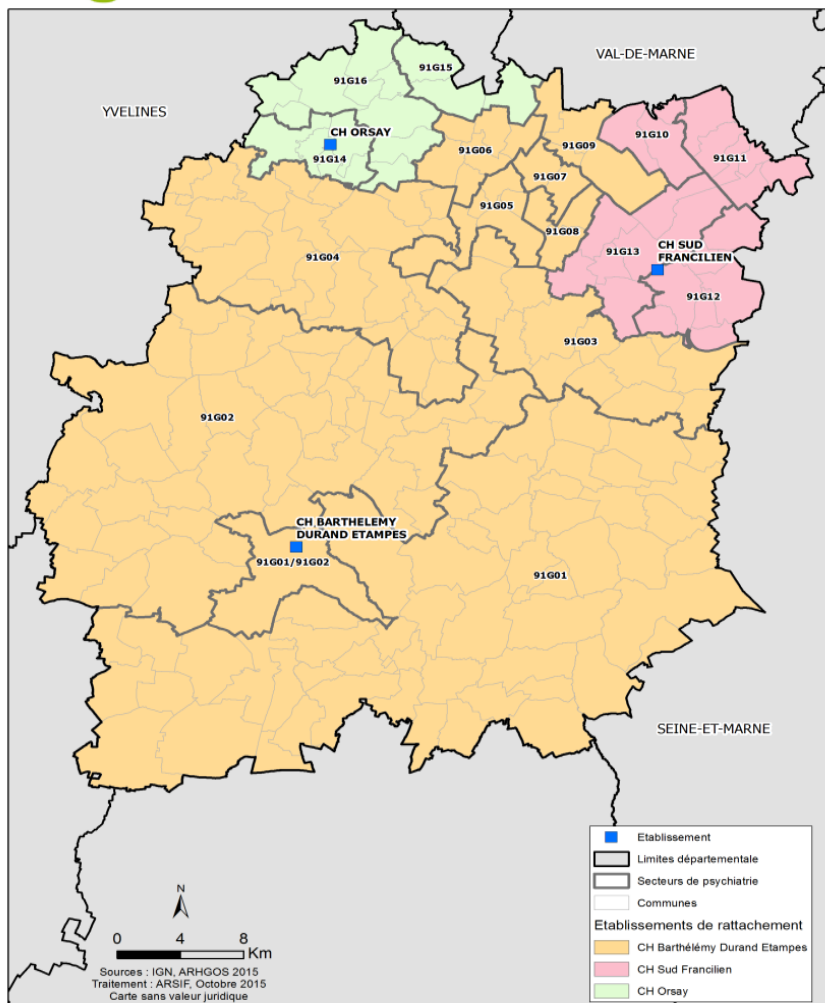 VAL-DE-MARNE
91G15
91G16
YVELINES
CH ORSAY
91G10
91G09
91G06
91G14
91G11
91G07
91G05
91G08
CH SUD
FRANCILIEN
91G13
91G04
91G12
91G03
91G02
CH BARTHELEMY
DURAND ETAMPES
91G01/91G02
91G01
SEINE-ET-MARNE
Etablissement
Limites départementale
Secteurs de psychiatrie
Communes
Etablissements de rattachement
CH Barthélémy Durand Etampes
CH Sud Francilien
CH Orsay
N
0 4 8
Km
Sources : IGN, ARHGOS 2015
Traitement : ARSIF, Octobre 2015
Carte sans valeur juridique